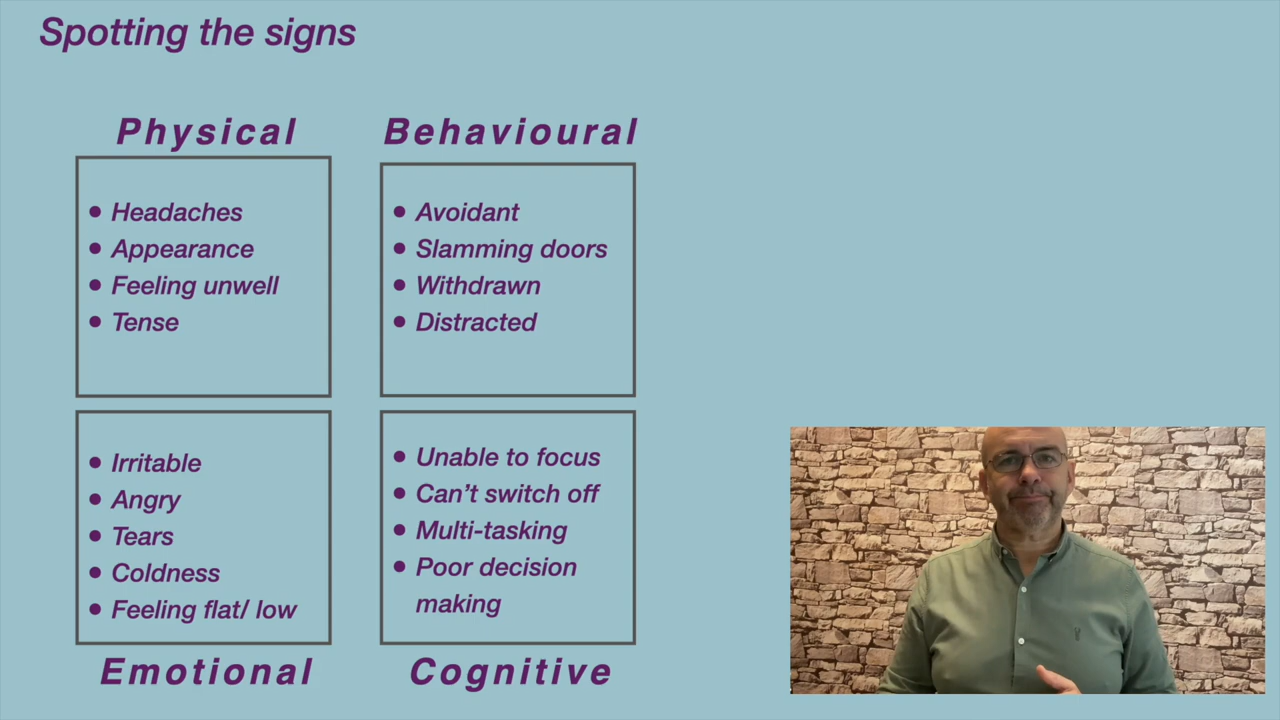 Spotting the signs
Physical
• Headaches
• Appearance
• Feeling unwell
• Tense
Behavioural
• Avoidant
• Slamming doors
• Withdrawn
• Distracted
• Irritable
• Angry
• Tears
• Coldness
• Feeling flat/ low
Emotional
• Unable to focus
• Can’t switch off
• Multi-tasking
• Poor decision
making
Cognitive